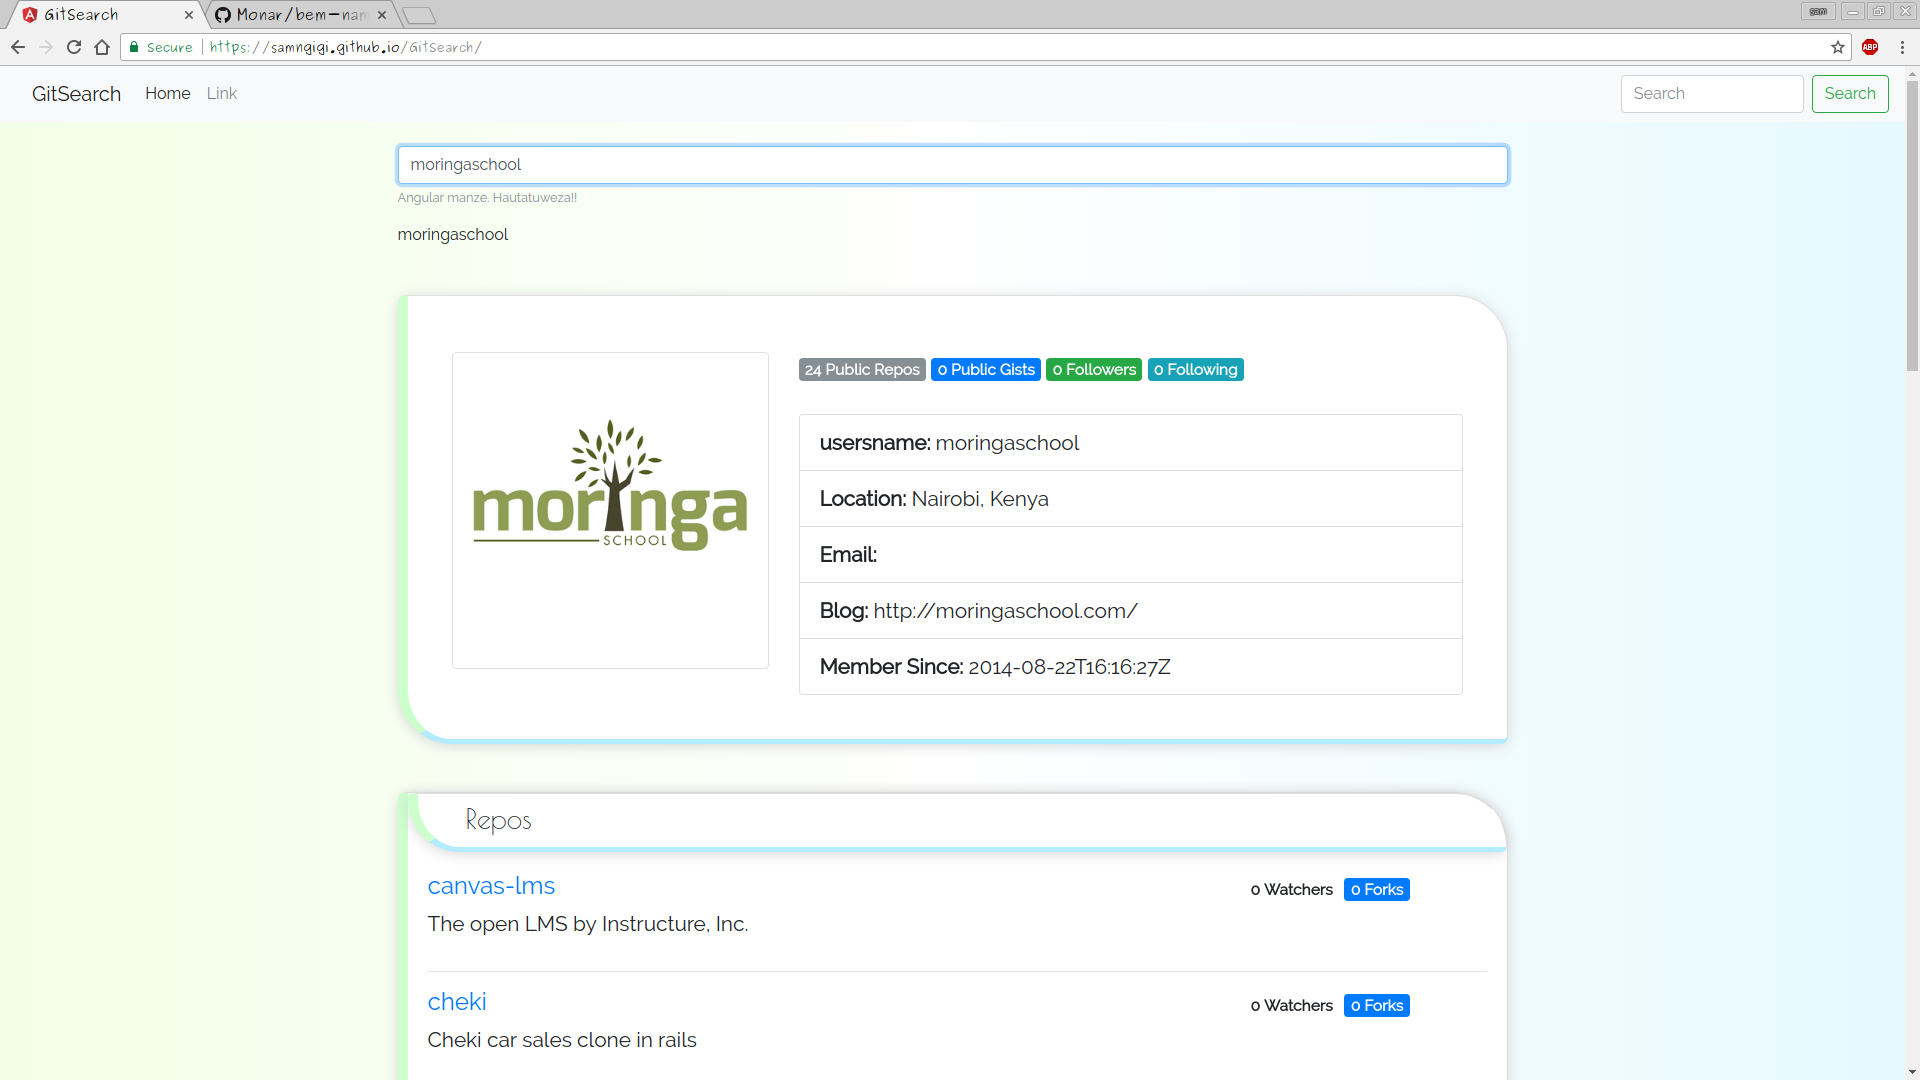 GitSearch
Monar/bem-nam
sam
Secure
https://samngigi.github.io/GitSearch/
ABP
GitSearch Home Link Search Search
moringaschool
Angular manze. Hautatuweza!!
moringaschool
moringa
SCHOOL
24 Public Repos 0 Public Gists 0 Followers 0 Following
usersname: moringaschool
Location: Nairobi, Kenya
Email:
Blog: http://moringaschool.com/
Member Since: 2014-08-22T16:16:27Z
Repos
canvas-lms 0 Watchers 0 Forks
The open LMS by Instructure, Inc.
cheki 0 Watchers 0 Forks
Cheki car sales clone in rails